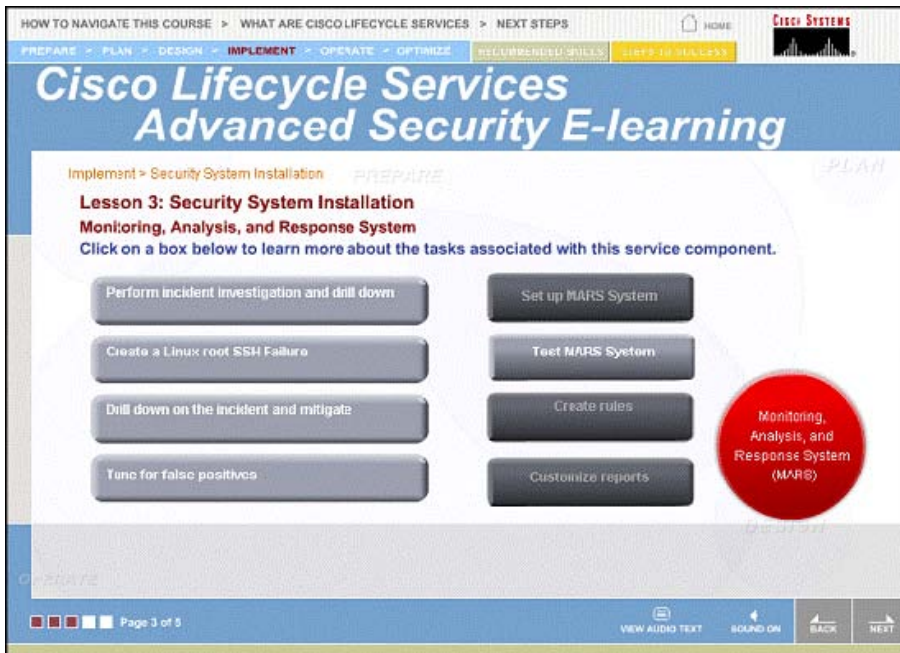 HOW TO NAVIGATE THIS COURSE > WHAT ARE CISCO LIFECYCLE SERVICES > NEXT STEPS
HOME
CISCO SYSTEMS
PREPARE > PLAN > DESIGN > IMPLEMENT > OPERATE > OPTIMIZE
RECOMMENDED SKILLS
STEPS TO SUCCESS
Cisco Lifecycle Services
Advanced Security E-learning
Implement > Security System Installation
PREPARE
PLAN
Lesson 3: Security System Installation
Monitoring, Analysis, and Response System
Click on a box below to learn more about the tasks associated with this service component.
Perform incident investigation and drill down
Set up MARS System
Create a Linux root SSH Failure
Test MARS System
Drill down on the incident and mitigate
Create rules
Tune for false positives
Customize reports
Monitoring,
Analysis, and
Response System
(MARS)
DESIGN
OPERATE
Page 3 of 5
VIEW AUDIO TEXT
SOUND ON
BACK
NEXT